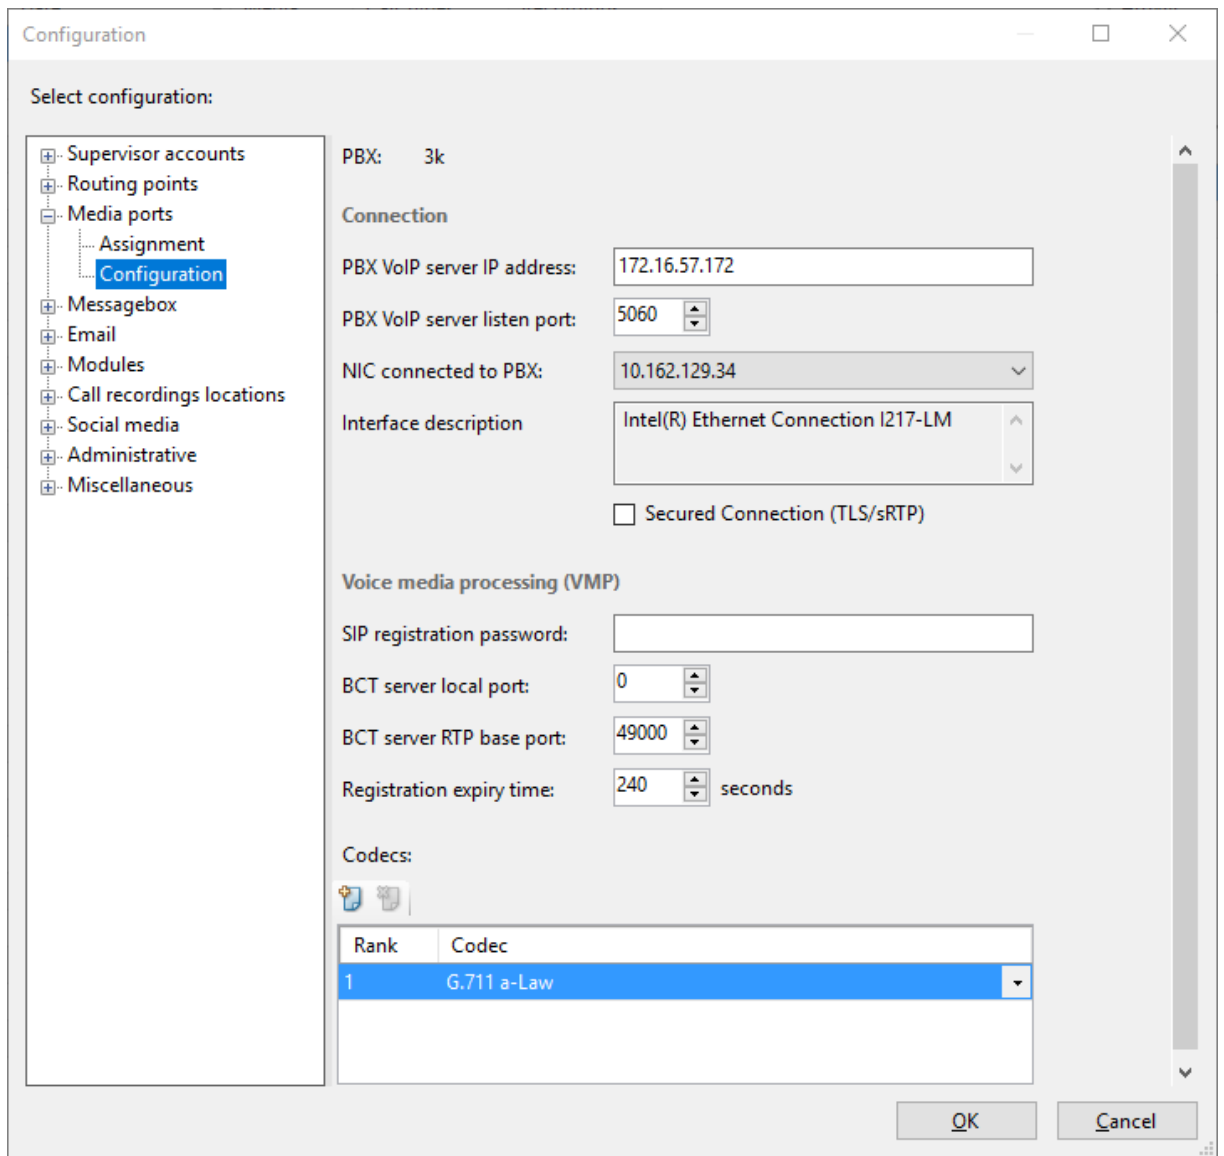 Configuration
Select configuration:
Supervisor accounts
Routing points
Media ports
Assignment
Configuration
Messagebox
Email
Modules
Call recordings locations
Social media
Administrative
Miscellaneous
PBX: 3k
Connection
PBX VoIP server IP address: 172.16.57.172
PBX VoIP server listen port: 5060
NIC connected to PBX: 10.162.129.34
Interface description Intel(R) Ethernet Connection I217-LM
Secured Connection (TLS/sRTP)
Voice media processing (VMP)
SIP registration password:
BCT server local port: 0
BCT server RTP base port: 49000
Registration expiry time: 240 seconds
Codecs:
Rank Codec
1 G.711 a-Law
OK Cancel